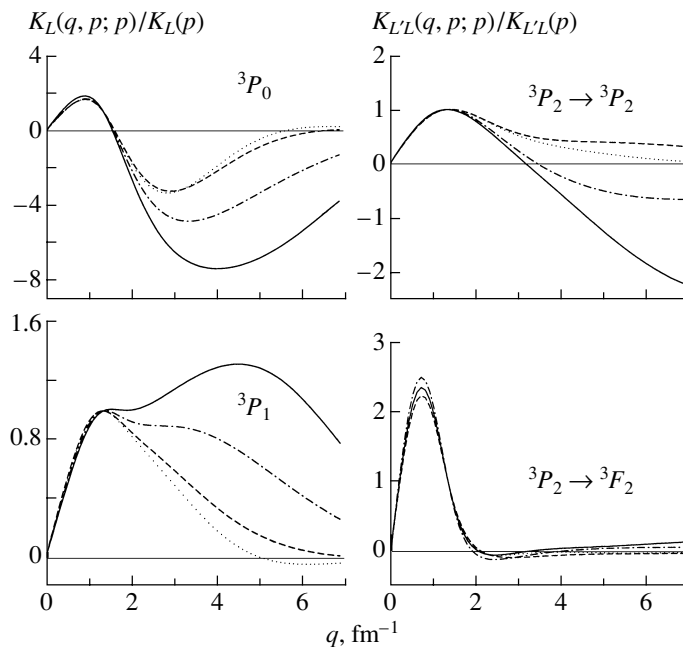 K_L(q, p; p)/K_L(p)
4
0
−4
−8
³P₀
K_{L'L}(q, p; p)/K_{L'L}(p)
2
1
0
−1
−2
³P₂ → ³P₂
1.6
0.8
0
³P₁
0 2 4 6
3
2
1
0
³P₂ → ³F₂
0 2 4 6
q, fm⁻¹